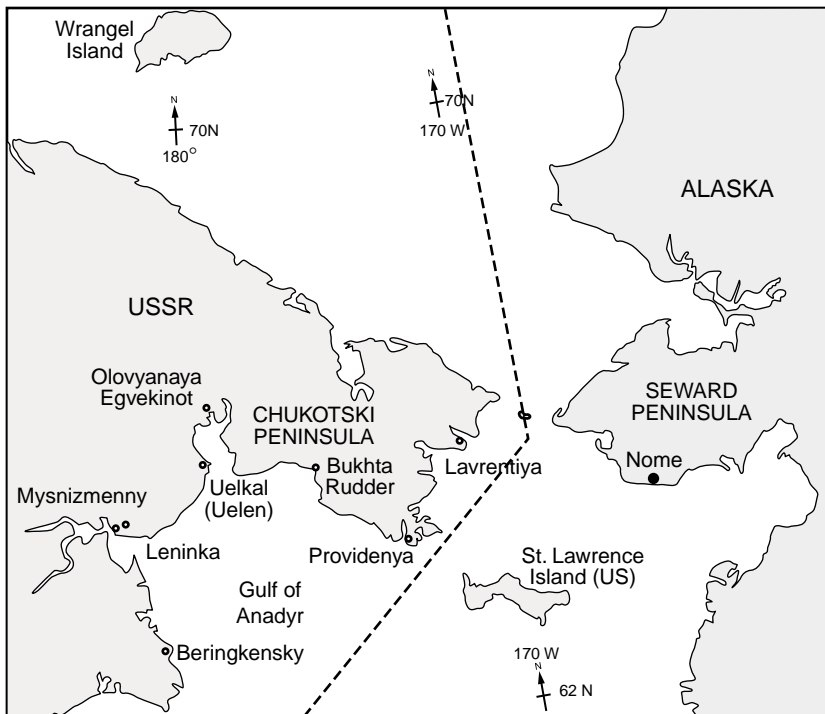 Wrangel
Island
N
70N
180°
N
70N
170 W
ALASKA
USSR
Olovyanaya
Egvekinot
CHUKOTSKI
PENINSULA
SEWARD
PENINSULA
Lavrentiya
Nome
Bukhta
Rudder
Uelkal
(Uelen)
Mysnizmenny
Leninka
Providenya
St. Lawrence
Island (US)
Gulf of
Anadyr
Beringkensky
170 W
N
62 N